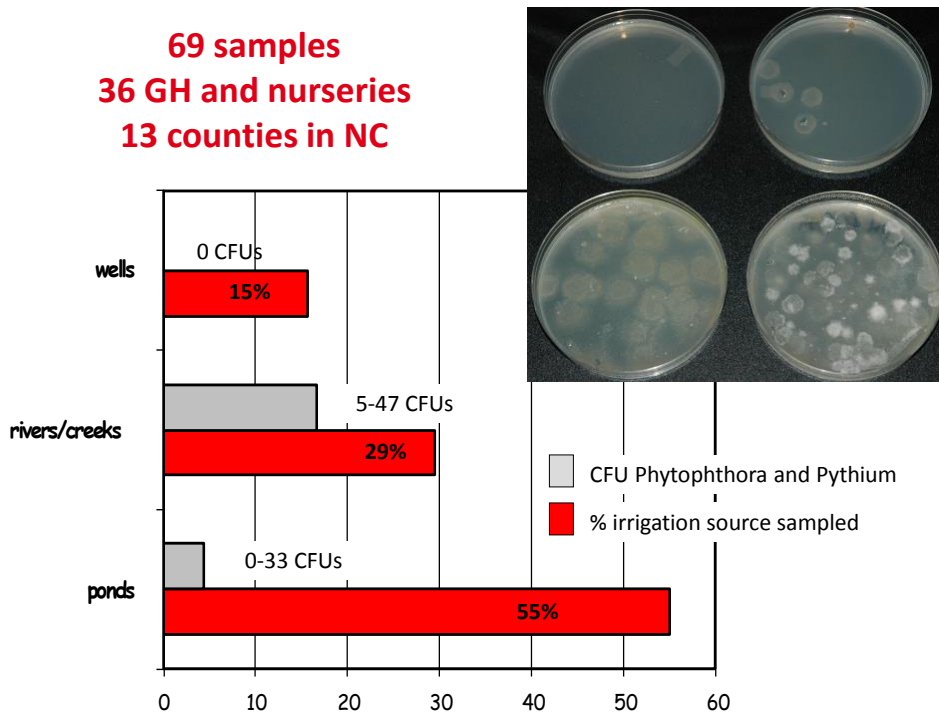 69 samples
36 GH and nurseries
13 counties in NC
wells
0 CFUs
15%
rivers/creeks
5-47 CFUs
29%
CFU Phytophthora and Pythium
% irrigation source sampled
ponds
0-33 CFUs
55%
0 10 20 30 40 50 60